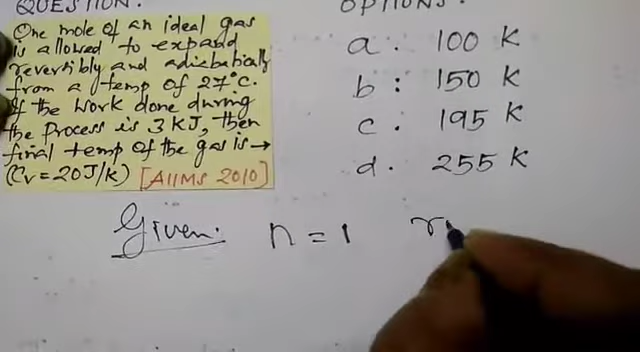 QUESTION:
One mole of an ideal gas
is allowed to expand
reversibly and adiabatically
from a temp of 27°C.
If the work done during
the process is 3 kJ, then
final temp of the gas is →
(Cv = 20 J/K) [AIIMS 2010]
OPTIONS:
a. 100 K
b: 150 K
c. 195 K
d. 255 K
Given: n = 1